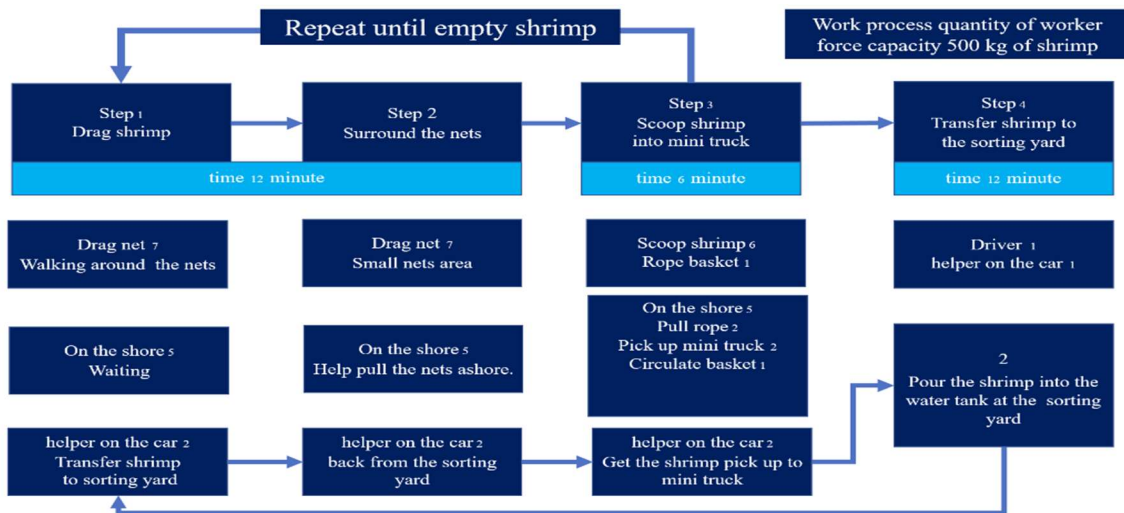 Repeat until empty shrimp
Work process quantity of worker
force capacity 500 kg of shrimp
Step 1
Drag shrimp
Step 2
Surround the nets
Step 3
Scoop shrimp
into mini truck
Step 4
Transfer shrimp to
the sorting yard
time 12 minute
time 6 minute
time 12 minute
Drag net 7
Walking around the nets
Drag net 7
Small nets area
Scoop shrimp 6
Rope basket 1
Driver 1
helper on the car 1
On the shore 5
Waiting
On the shore 5
Help pull the nets ashore.
On the shore 5
Pull rope 2
Pick up mini truck 2
Circulate basket 1
2
Pour the shrimp into the
water tank at the sorting
yard
helper on the car 2
Transfer shrimp
to sorting yard
helper on the car 2
back from the sorting
yard
helper on the car 2
Get the shrimp pick up to
mini truck